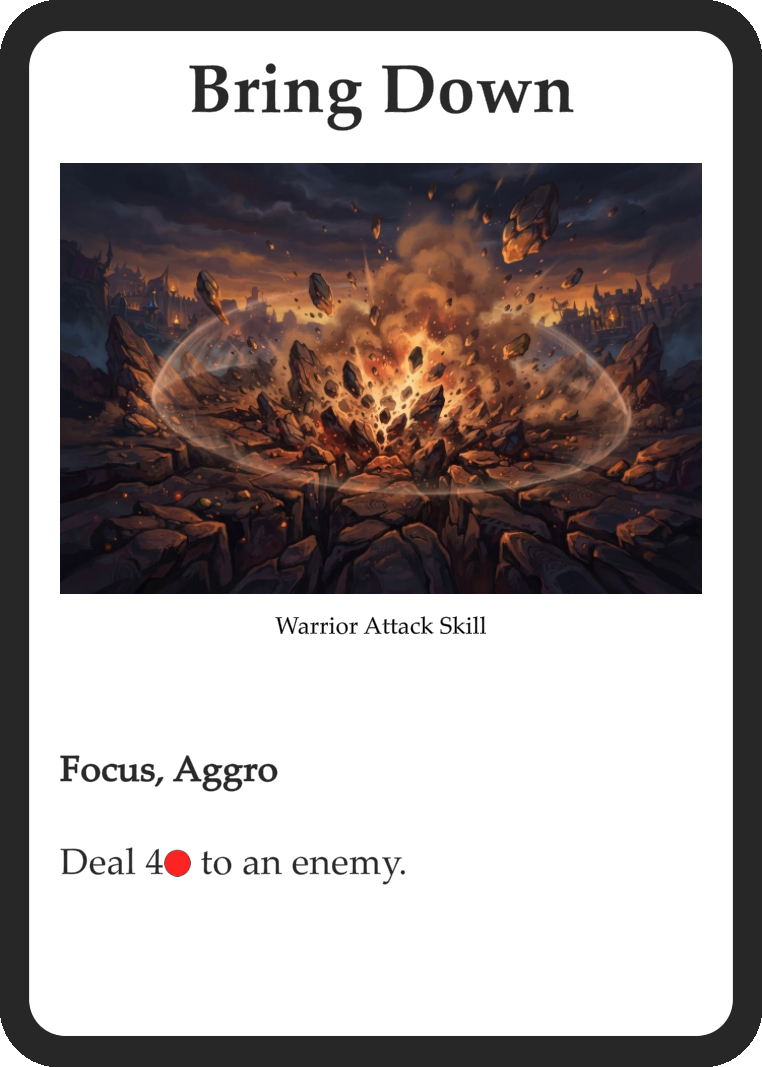 Bring Down
Warrior Attack Skill
Focus, Aggro
Deal 4🔴 to an enemy.